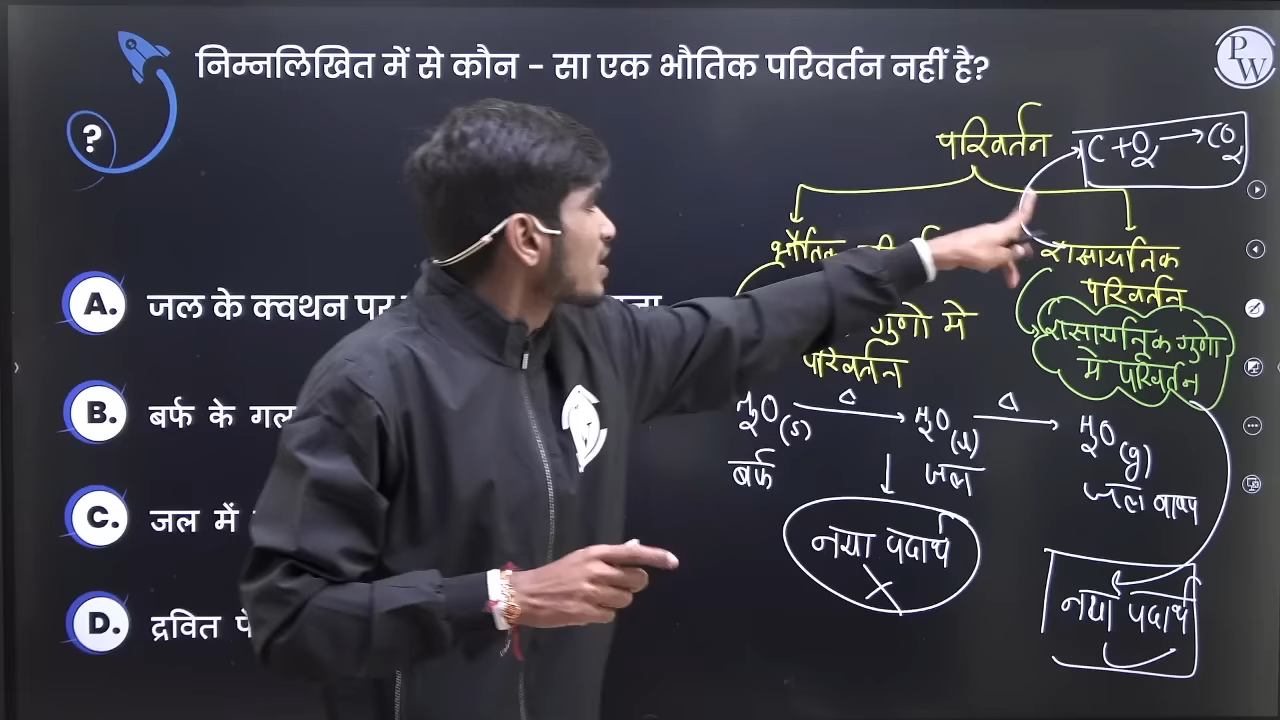 निम्नलिखित में से कौन - सा एक भौतिक परिवर्तन नहीं है?
?
PW
परिवर्तन
C + O₂ → CO₂
भौतिक
रासायनिक
परिवर्तन
गुणो मे
परिवर्तन
रासायनिक गुणो
मे परिवर्तन
A. जल के क्वथन पर
B. बर्फ के
C. जल में
D. द्रवित
H₂O(s) Δ→ H₂O(l) Δ→ H₂O(g)
बर्फ जल जल वाष्प
नया पदार्थ
X
नया पदार्थ